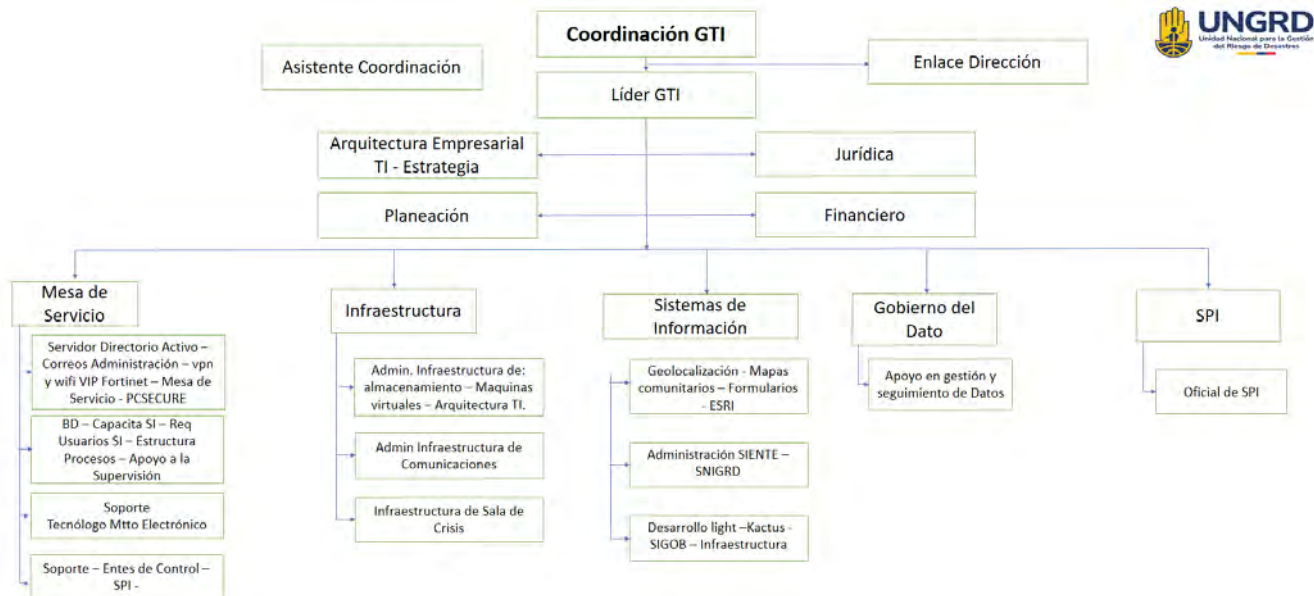 Coordinación GTI
UNGRD
Unidad Nacional para la Gestión
del Riesgo de Desastres
Asistente Coordinación
Enlace Dirección
Líder GTI
Arquitectura Empresarial
TI - Estrategia
Jurídica
Planeación
Financiero
Mesa de
Servicio
Infraestructura
Sistemas de
Información
Gobierno del
Dato
SPI
Servidor Directorio Activo –
Correos Administración – vpn
y wifi VIP Fortinet – Mesa de
Servicio - PCSECURE
BD – Capacita SI – Req
Usuarios SI – Estructura
Procesos – Apoyo a la
Supervisión
Soporte
Tecnólogo Mtto Electrónico
Soporte – Entes de Control –
SPI -
Admin. Infraestructura de:
almacenamiento – Maquinas
virtuales – Arquitectura TI.
Admin Infraestructura de
Comunicaciones
Infraestructura de Sala de
Crisis
Geolocalización - Mapas
comunitarios – Formularios
- ESRI
Administración SIENTE –
SNIGRD
Desarrollo light –Kactus -
SIGOB – Infraestructura
Apoyo en gestión y
seguimiento de Datos
Oficial de SPI